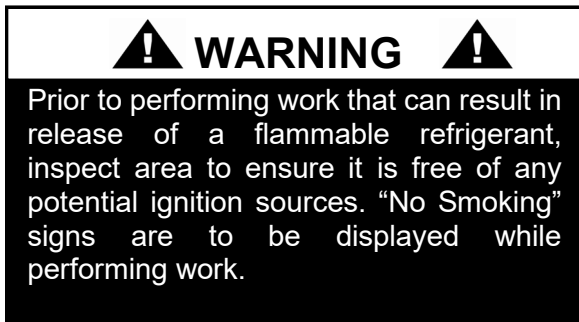 WARNING
Prior to performing work that can result in
release of a flammable refrigerant,
inspect area to ensure it is free of any
potential ignition sources. “No Smoking”
signs are to be displayed while
performing work.